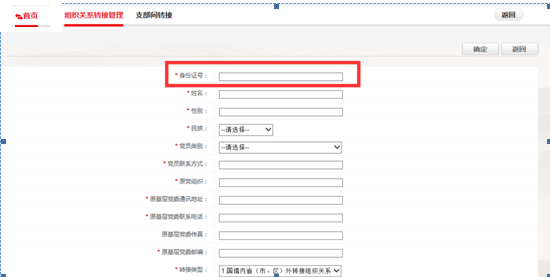 首页 组织关系转接管理 支部间转接 返回
确定 返回
* 身份证号：
* 姓名：
* 性别：
* 民族： --请选择--
* 党员类别： --请选择--
* 党员联系方式：
* 原党组织：
* 原基层党委通讯地址：
* 原基层党委联系电话：
原基层党委传真：
* 原基层党委邮编：
* 转接类型： 1 国境内省（市、区）外转接组织关系